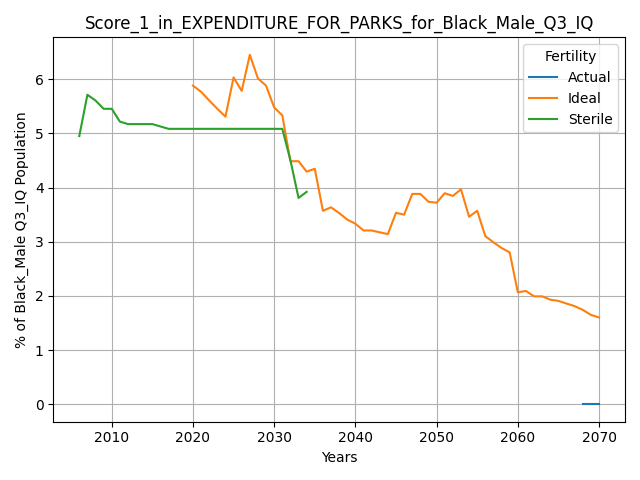 Score_1_in_EXPENDITURE_FOR_PARKS_for_Black_Male_Q3_IQ
Fertility
Actual
Ideal
Sterile
% of Black_Male Q3_IQ Population
6
5
4
3
2
1
0
2010 2020 2030 2040 2050 2060 2070
Years